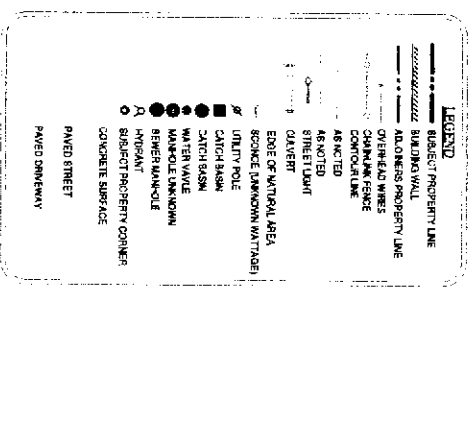 LEGEND
SUBJECT PROPERTY LINE
BUILDING WALL
ADJOINERS PROPERTY LINE
OVERHEAD WIRES
CHAINLINK FENCE
CONTOUR LINE
AS NOTED
AS NOTED
STREET LIGHT
CULVERT
EDGE OF NATURAL AREA
SCONCE (UNKNOWN WATTAGE)
UTILITY POLE
CATCH BASIN
CATCH BASIN
WATER VAVLE
MANHOLE UNKNOWN
SEWER MANHOLE
HYDRANT
SUBJECT PROPERTY CORNER
CONCRETE SURFACE
PAVED STREET
PAVED DRIVEWAY